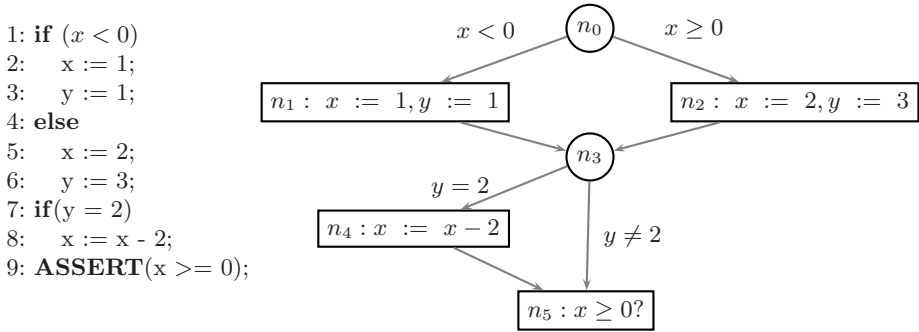 1: if (x < 0)
2: x := 1;
3: y := 1;
4: else
5: x := 2;
6: y := 3;
7: if(y = 2)
8: x := x - 2;
9: ASSERT(x >= 0);
n₀
x < 0
x ≥ 0
n₁ : x := 1, y := 1
n₂ : x := 2, y := 3
n₃
y = 2
n₄ : x := x − 2
y ≠ 2
n₅ : x ≥ 0?